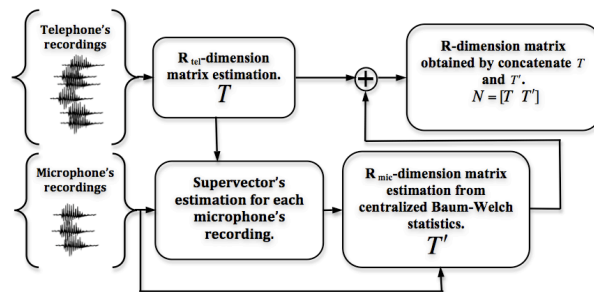 Telephone's
recordings
R tel-dimension
matrix estimation.
T
+
R-dimension matrix
obtained by concatenate T
and T'.
N = [T T']
Microphone's
recordings
Supervector's
estimation for each
microphone's
recording.
R mic-dimension matrix
estimation from
centralized Baum-Welch
statistics.
T'